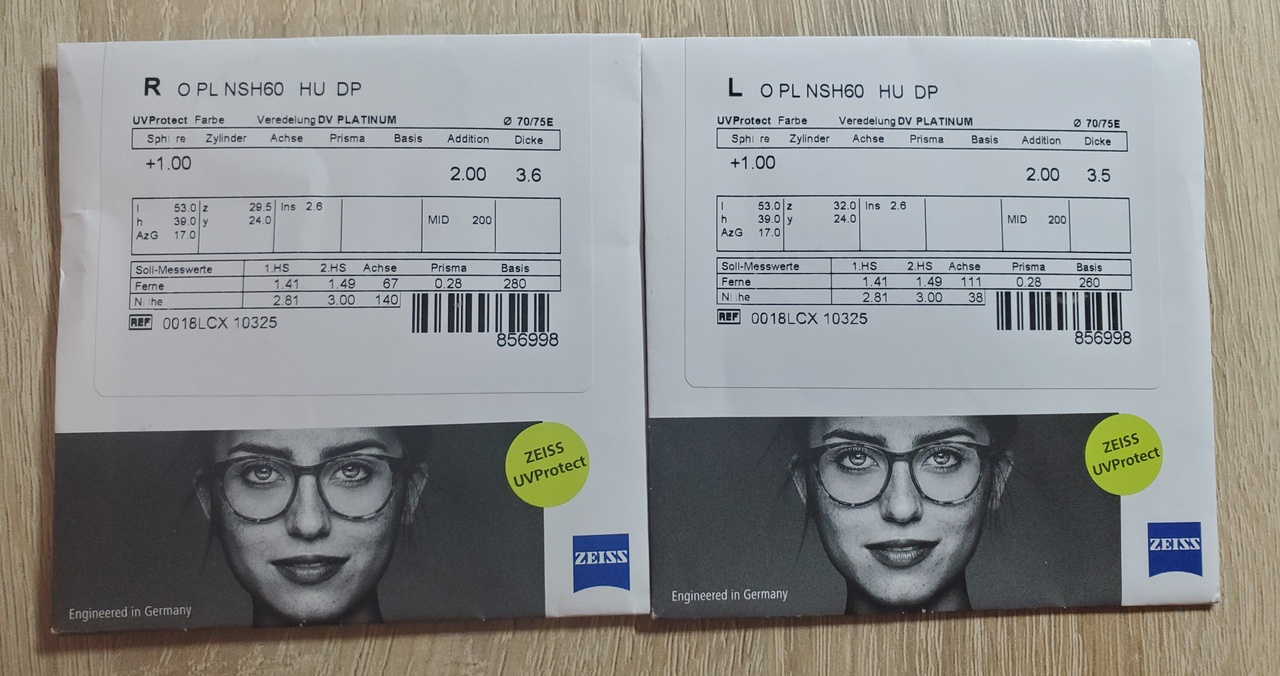 R O PL NSH60 HU DP
UVProtect Farbe Veredelung DV PLATINUM Ø 70/75E
Sph re Zylinder Achse Prisma Basis Addition Dicke
+1.00
2.00 3.6
l 53.0 z 29.5 Ins 2.6
h 39.0 y 24.0 MID 200
AzG 17.0
Soll-Messwerte 1.HS 2.HS Achse Prisma Basis
Ferne 1.41 1.49 67 0.28 280
N he 2.81 3.00 140
REF 0018LCX 10325
856998
ZEISS
UVProtect
ZEISS
Engineered in Germany
L O PL NSH60 HU DP
UVProtect Farbe Veredelung DV PLATINUM Ø 70/75E
Sph re Zylinder Achse Prisma Basis Addition Dicke
+1.00
2.00 3.5
l 53.0 z 32.0 Ins 2.6
h 39.0 y 24.0 MID 200
AzG 17.0
Soll-Messwerte 1.HS 2.HS Achse Prisma Basis
Ferne 1.41 1.49 111 0.28 260
N he 2.81 3.00 38
REF 0018LCX 10325
856998
ZEISS
UVProtect
ZEISS
Engineered in Germany